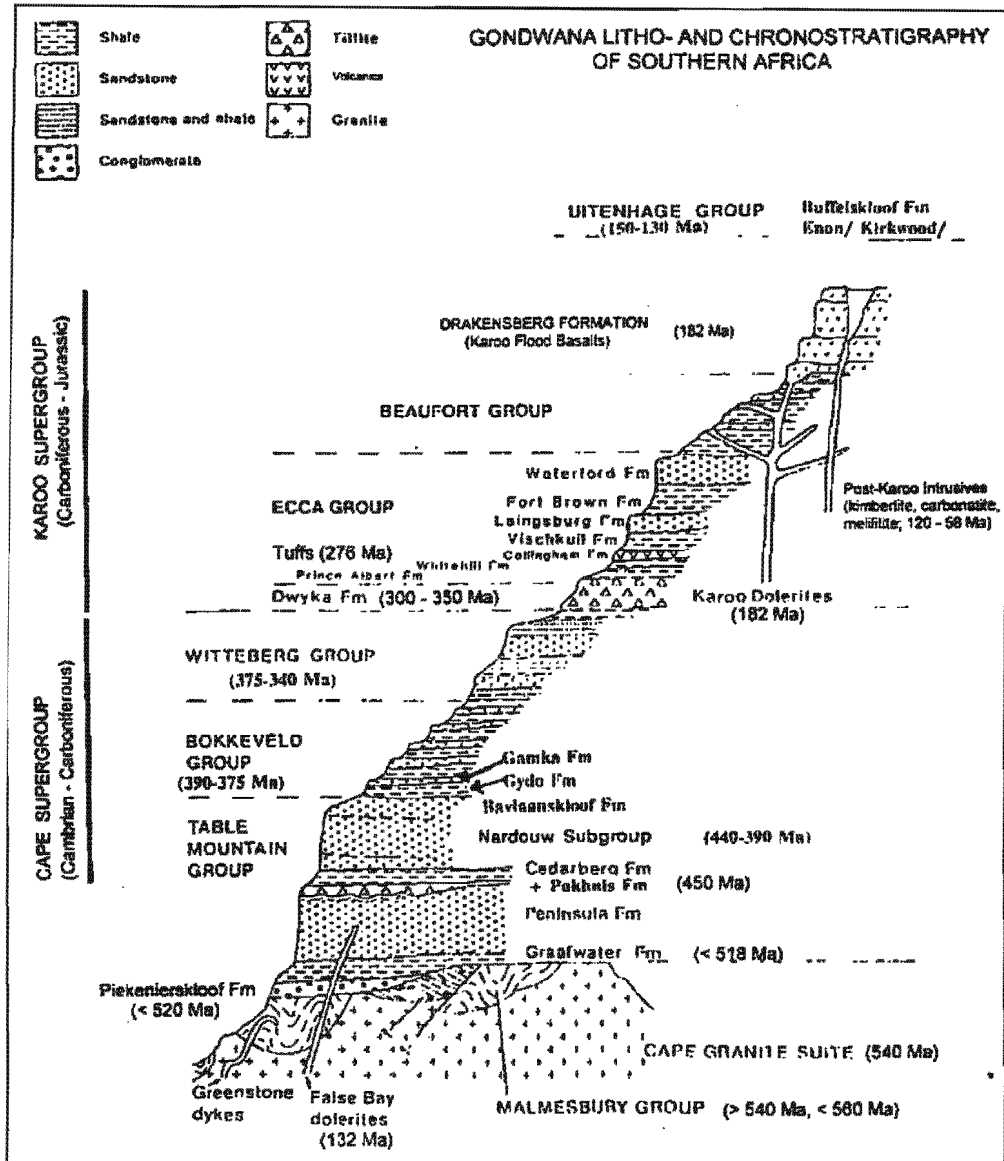 GONDWANA LITHO- AND CHRONOSTRATIGRAPHY
OF SOUTHERN AFRICA
Shale
Sandstone
Sandstone and shale
Conglomerate
Tillite
Volcanics
Granite
UITENHAGE GROUP
(150-130 Ma)
Buffelskloof Fm
Enon/ Kirkwood/
KAROO SUPERGROUP
(Carboniferous - Jurassic)
DRAKENSBERG FORMATION (182 Ma)
(Karoo Flood Basalts)
BEAUFORT GROUP
Waterford Fm
ECCA GROUP
Fort Brown Fm
Laingsburg Fm
Vischkuil Fm
Tuffs (276 Ma)
Collingham Fm
Whitehill Fm
Prince Albert Fm
Dwyka Fm (300 - 350 Ma)
Post-Karoo Intrusives
(kimberlite, carbonatite,
melilitite; 120 - 56 Ma)
Karoo Dolerites
(182 Ma)
CAPE SUPERGROUP
(Cambrian - Carboniferous)
WITTEBERG GROUP
(375-340 Ma)
BOKKEVELD
GROUP
(390-375 Ma)
Gamka Fm
Gydo Fm
Baviaanskloof Fm
TABLE
MOUNTAIN
GROUP
Nardouw Subgroup (440-390 Ma)
Cedarberg Fm
+ Pakhuis Fm (450 Ma)
Peninsula Fm
Graafwater Fm (< 518 Ma)
Piekenierskloof Fm
(< 520 Ma)
CAPE GRANITE SUITE (540 Ma)
Greenstone
dykes
False Bay
dolerites
(132 Ma)
MALMESBURY GROUP (> 540 Ma, < 560 Ma)